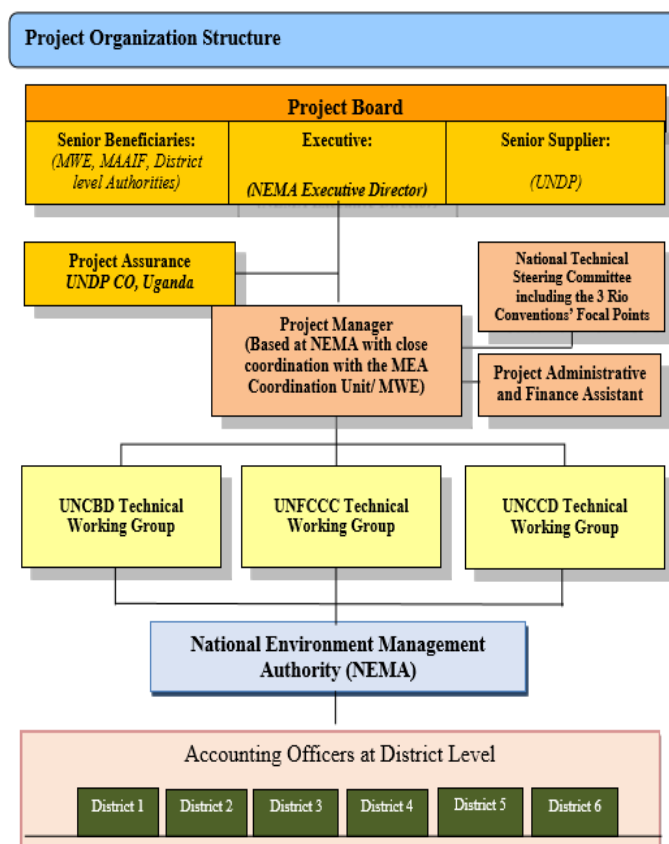 Project Organization Structure
Project Board
Senior Beneficiaries:
(MWE, MAAIF, District
level Authorities)
Executive:
(NEMA Executive Director)
Senior Supplier:
(UNDP)
Project Assurance
UNDP CO, Uganda
National Technical
Steering Committee
including the 3 Rio
Conventions' Focal Points
Project Manager
(Based at NEMA with close
coordination with the MEA
Coordination Unit/ MWE)
Project Administrative
and Finance Assistant
UNCBD Technical
Working Group
UNFCCC Technical
Working Group
UNCCD Technical
Working Group
National Environment Management
Authority (NEMA)
Accounting Officers at District Level
District 1
District 2
District 3
District 4
District 5
District 6